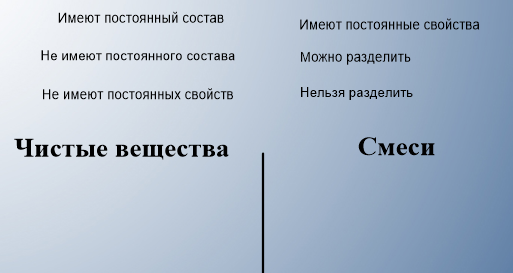 Имеют постоянный состав
Не имеют постоянного состава
Не имеют постоянных свойств
Имеют постоянные свойства
Можно разделить
Нельзя разделить
Чистые вещества
Смеси